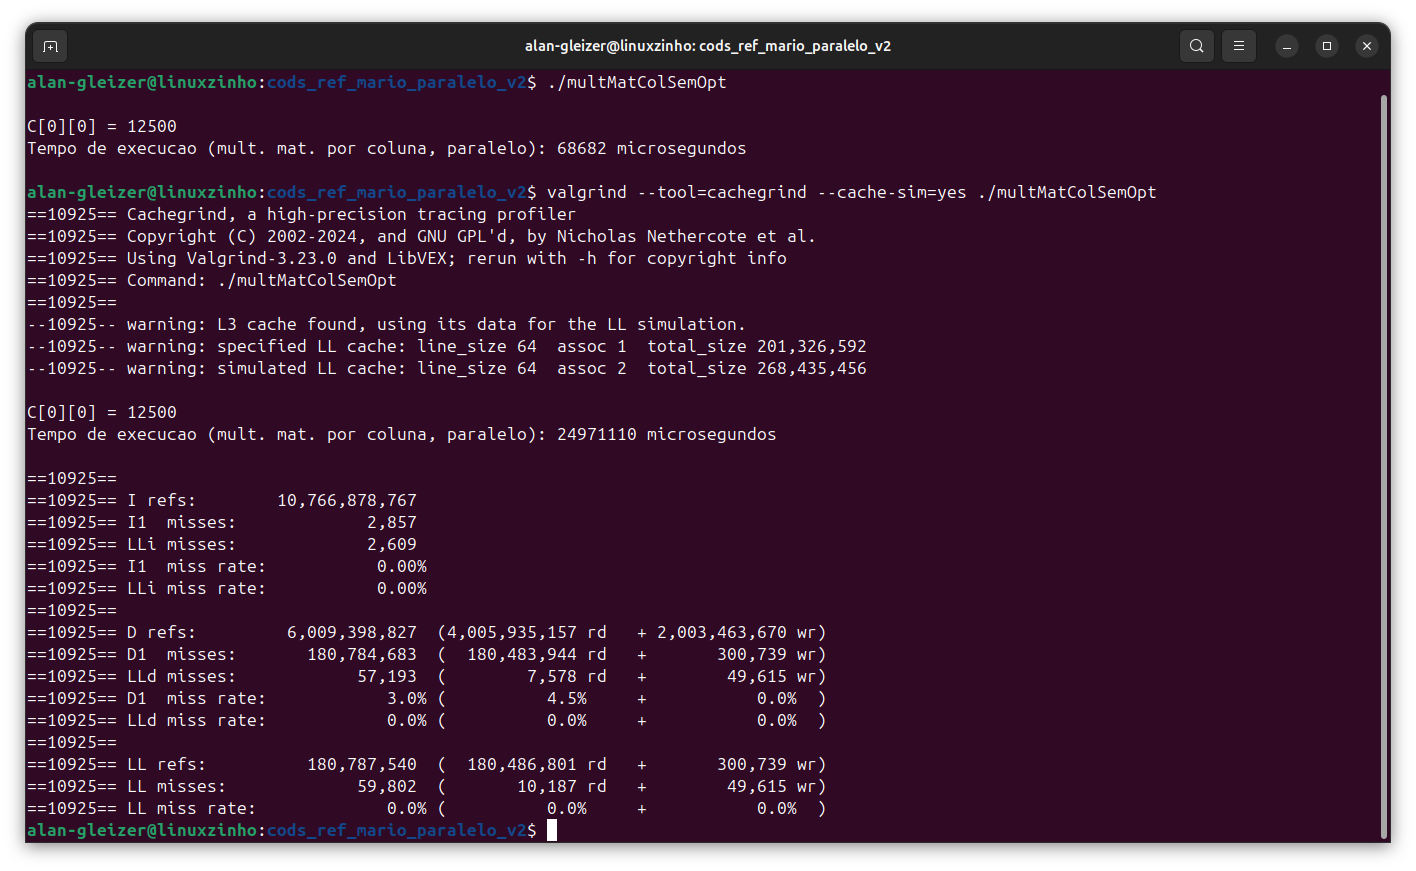 alan-gleizer@linuxzinho: cods_ref_mario_paralelo_v2
alan-gleizer@linuxzinho:cods_ref_mario_paralelo_v2$ ./multMatColSemOpt
C[0][0] = 12500
Tempo de execucao (mult. mat. por coluna, paralelo): 68682 microsegundos
alan-gleizer@linuxzinho:cods_ref_mario_paralelo_v2$ valgrind --tool=cachegrind --cache-sim=yes ./multMatColSemOpt
==10925== Cachegrind, a high-precision tracing profiler
==10925== Copyright (C) 2002-2024, and GNU GPL'd, by Nicholas Nethercote et al.
==10925== Using Valgrind-3.23.0 and LibVEX; rerun with -h for copyright info
==10925== Command: ./multMatColSemOpt
==10925==
--10925-- warning: L3 cache found, using its data for the LL simulation.
--10925-- warning: specified LL cache: line_size 64  assoc 1  total_size 201,326,592
--10925-- warning: simulated LL cache: line_size 64  assoc 2  total_size 268,435,456
C[0][0] = 12500
Tempo de execucao (mult. mat. por coluna, paralelo): 24971110 microsegundos
==10925==
==10925== I refs:        10,766,878,767
==10925== I1  misses:             2,857
==10925== LLi misses:             2,609
==10925== I1  miss rate:           0.00%
==10925== LLi miss rate:           0.00%
==10925==
==10925== D refs:         6,009,398,827  (4,005,935,157 rd   + 2,003,463,670 wr)
==10925== D1  misses:       180,784,683  (  180,483,944 rd   +       300,739 wr)
==10925== LLd misses:            57,193  (        7,578 rd   +        49,615 wr)
==10925== D1  miss rate:            3.0% (          4.5%     +           0.0%  )
==10925== LLd miss rate:            0.0% (          0.0%     +           0.0%  )
==10925==
==10925== LL refs:          180,787,540  (  180,486,801 rd   +       300,739 wr)
==10925== LL misses:             59,802  (       10,187 rd   +        49,615 wr)
==10925== LL miss rate:             0.0% (          0.0%     +           0.0%  )
alan-gleizer@linuxzinho:cods_ref_mario_paralelo_v2$